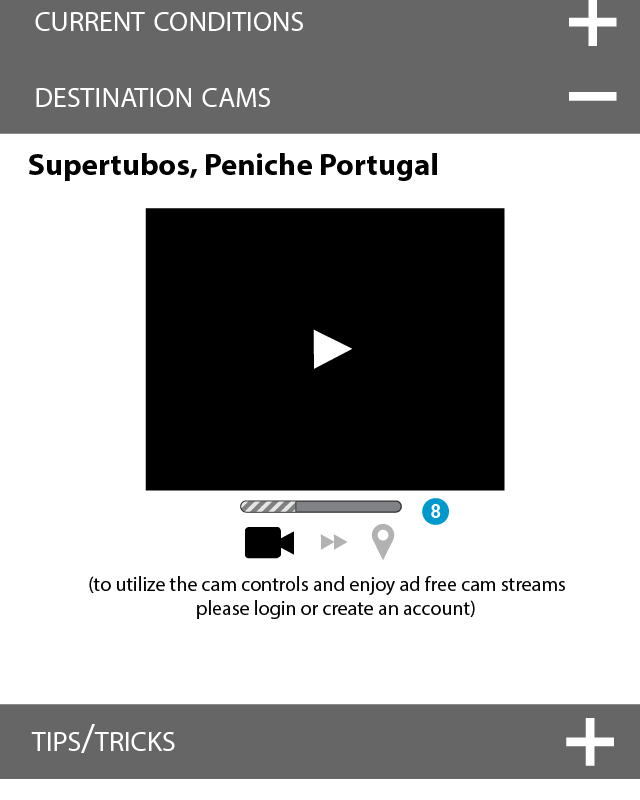 CURRENT CONDITIONS
DESTINATION CAMS
Supertubos, Peniche Portugal
8
(to utilize the cam controls and enjoy ad free cam streams
please login or create an account)
TIPS/TRICKS